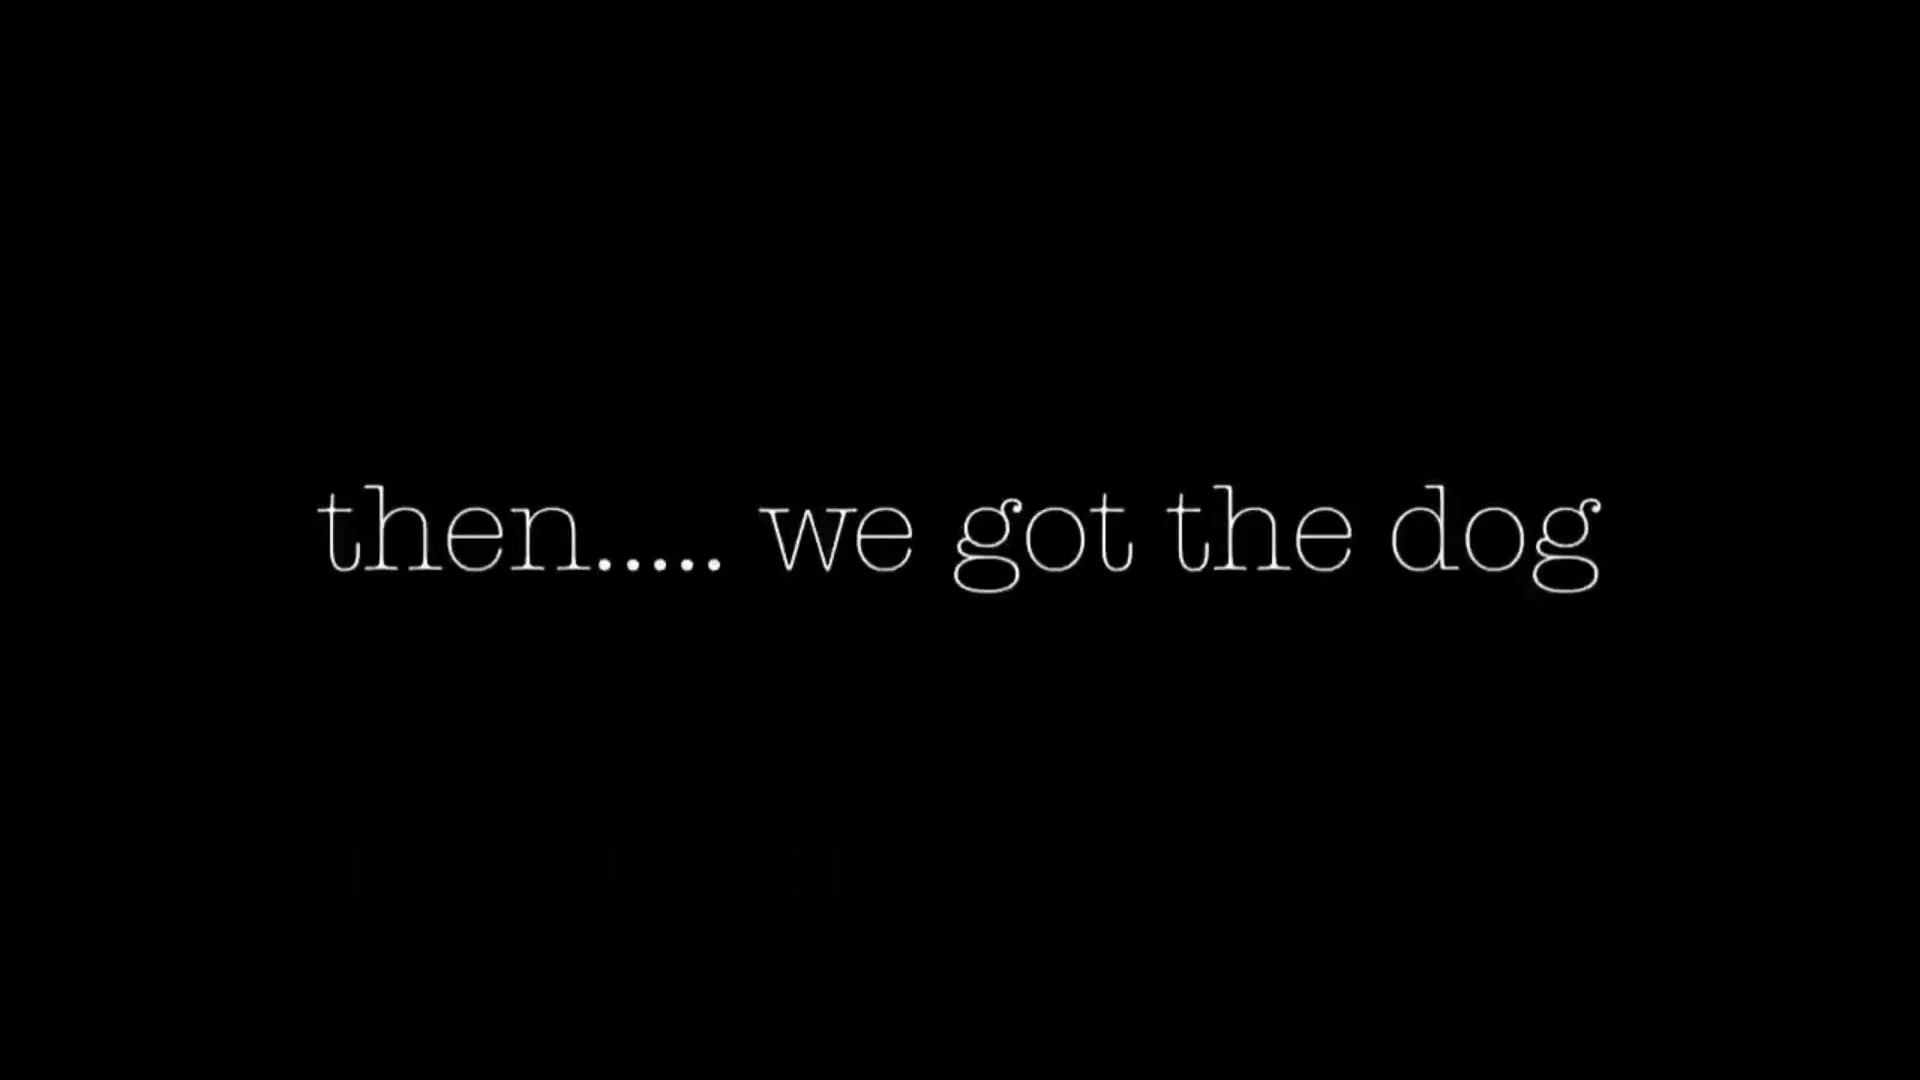 then..... we got the dog